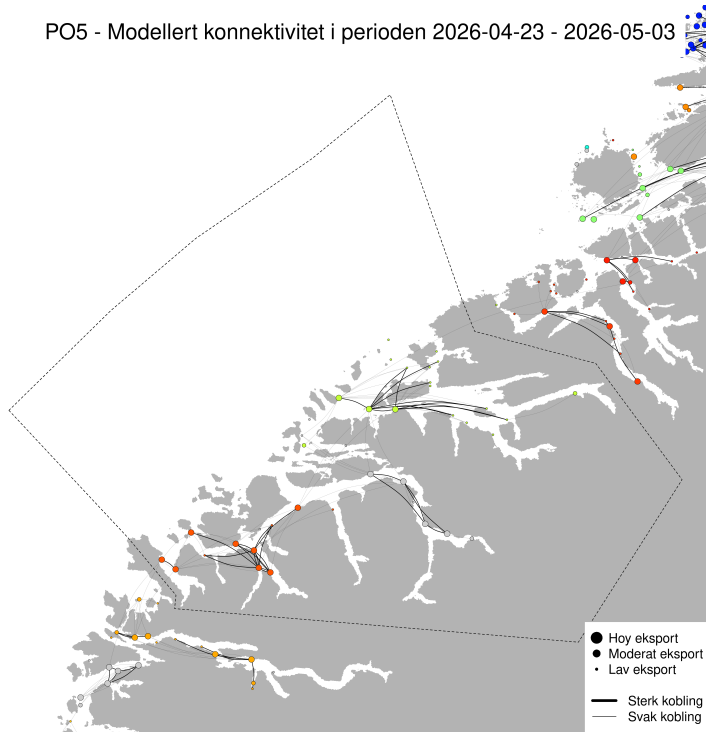 PO5 - Modellert konnektivitet i perioden 2026-04-23 - 2026-05-03
Hoy eksport
Moderat eksport
Lav eksport
Sterk kobling
Svak kobling